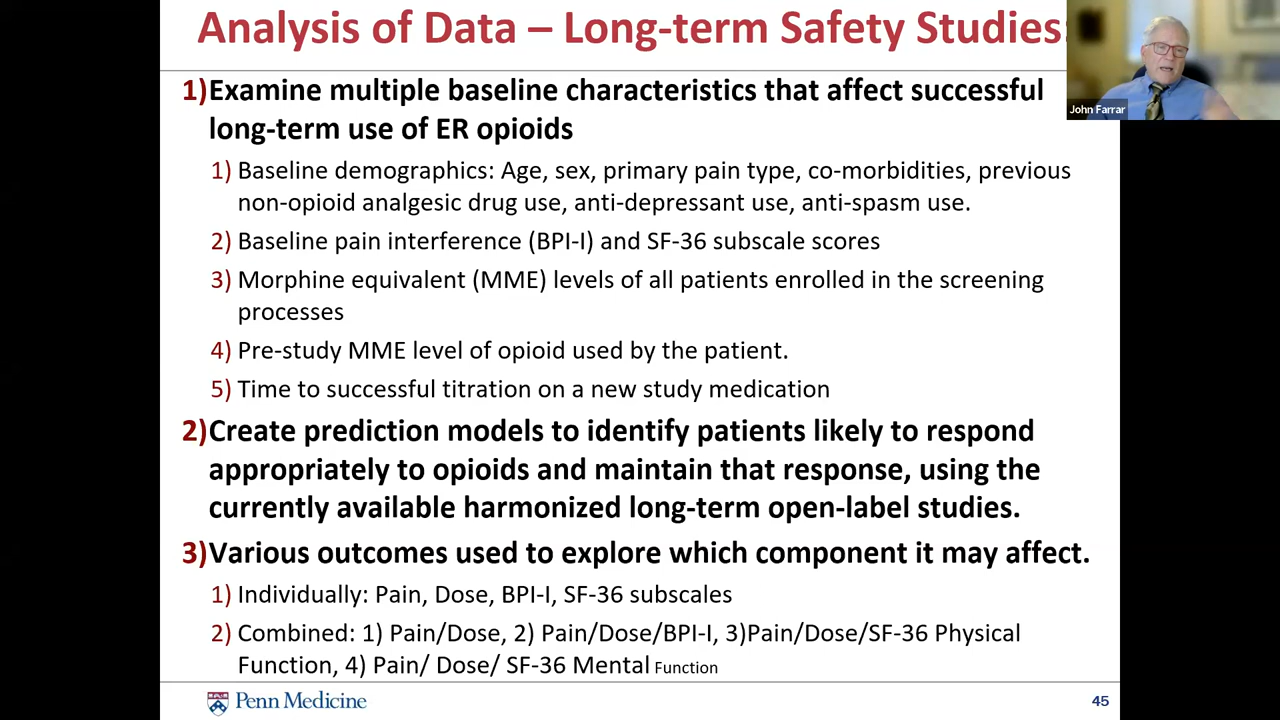 Analysis of Data – Long-term Safety Studies:
John Farrar
1)Examine multiple baseline characteristics that affect successful
long-term use of ER opioids
1) Baseline demographics: Age, sex, primary pain type, co-morbidities, previous
non-opioid analgesic drug use, anti-depressant use, anti-spasm use.
2) Baseline pain interference (BPI-I) and SF-36 subscale scores
3) Morphine equivalent (MME) levels of all patients enrolled in the screening
processes
4) Pre-study MME level of opioid used by the patient.
5) Time to successful titration on a new study medication
2)Create prediction models to identify patients likely to respond
appropriately to opioids and maintain that response, using the
currently available harmonized long-term open-label studies.
3)Various outcomes used to explore which component it may affect.
1) Individually: Pain, Dose, BPI-I, SF-36 subscales
2) Combined: 1) Pain/Dose, 2) Pain/Dose/BPI-I, 3)Pain/Dose/SF-36 Physical
Function, 4) Pain/ Dose/ SF-36 Mental Function
Penn Medicine
45